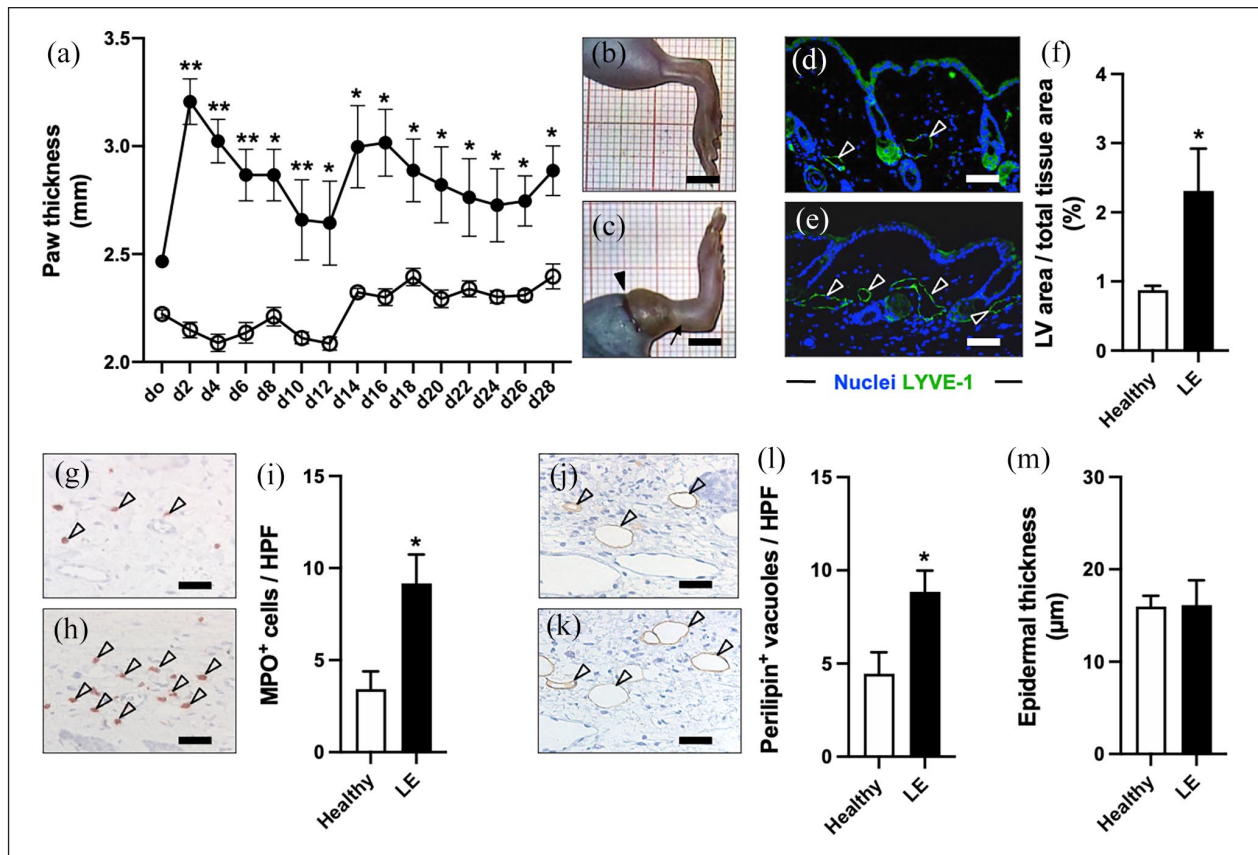 (a)
Paw thickness
(mm)
3.5
3.0
2.5
2.0
** ** ** * ** * * * * * * * * *
do d2 d4 d6 d8 d10 d12 d14 d16 d18 d20 d22 d24 d26 d28
(b)
(c)
(d)
(e)
Nuclei LYVE-1
(f)
LV area / total tissue area
(%)
4
3
2
1
0
*
Healthy
LE
(g)
(h)
(i)
MPO+ cells / HPF
15
10
5
0
*
Healthy
LE
(j)
(k)
(l)
Perilipin+ vacuoles / HPF
15
10
5
0
*
Healthy
LE
(m)
Epidermal thickness
(µm)
30
20
10
0
Healthy
LE